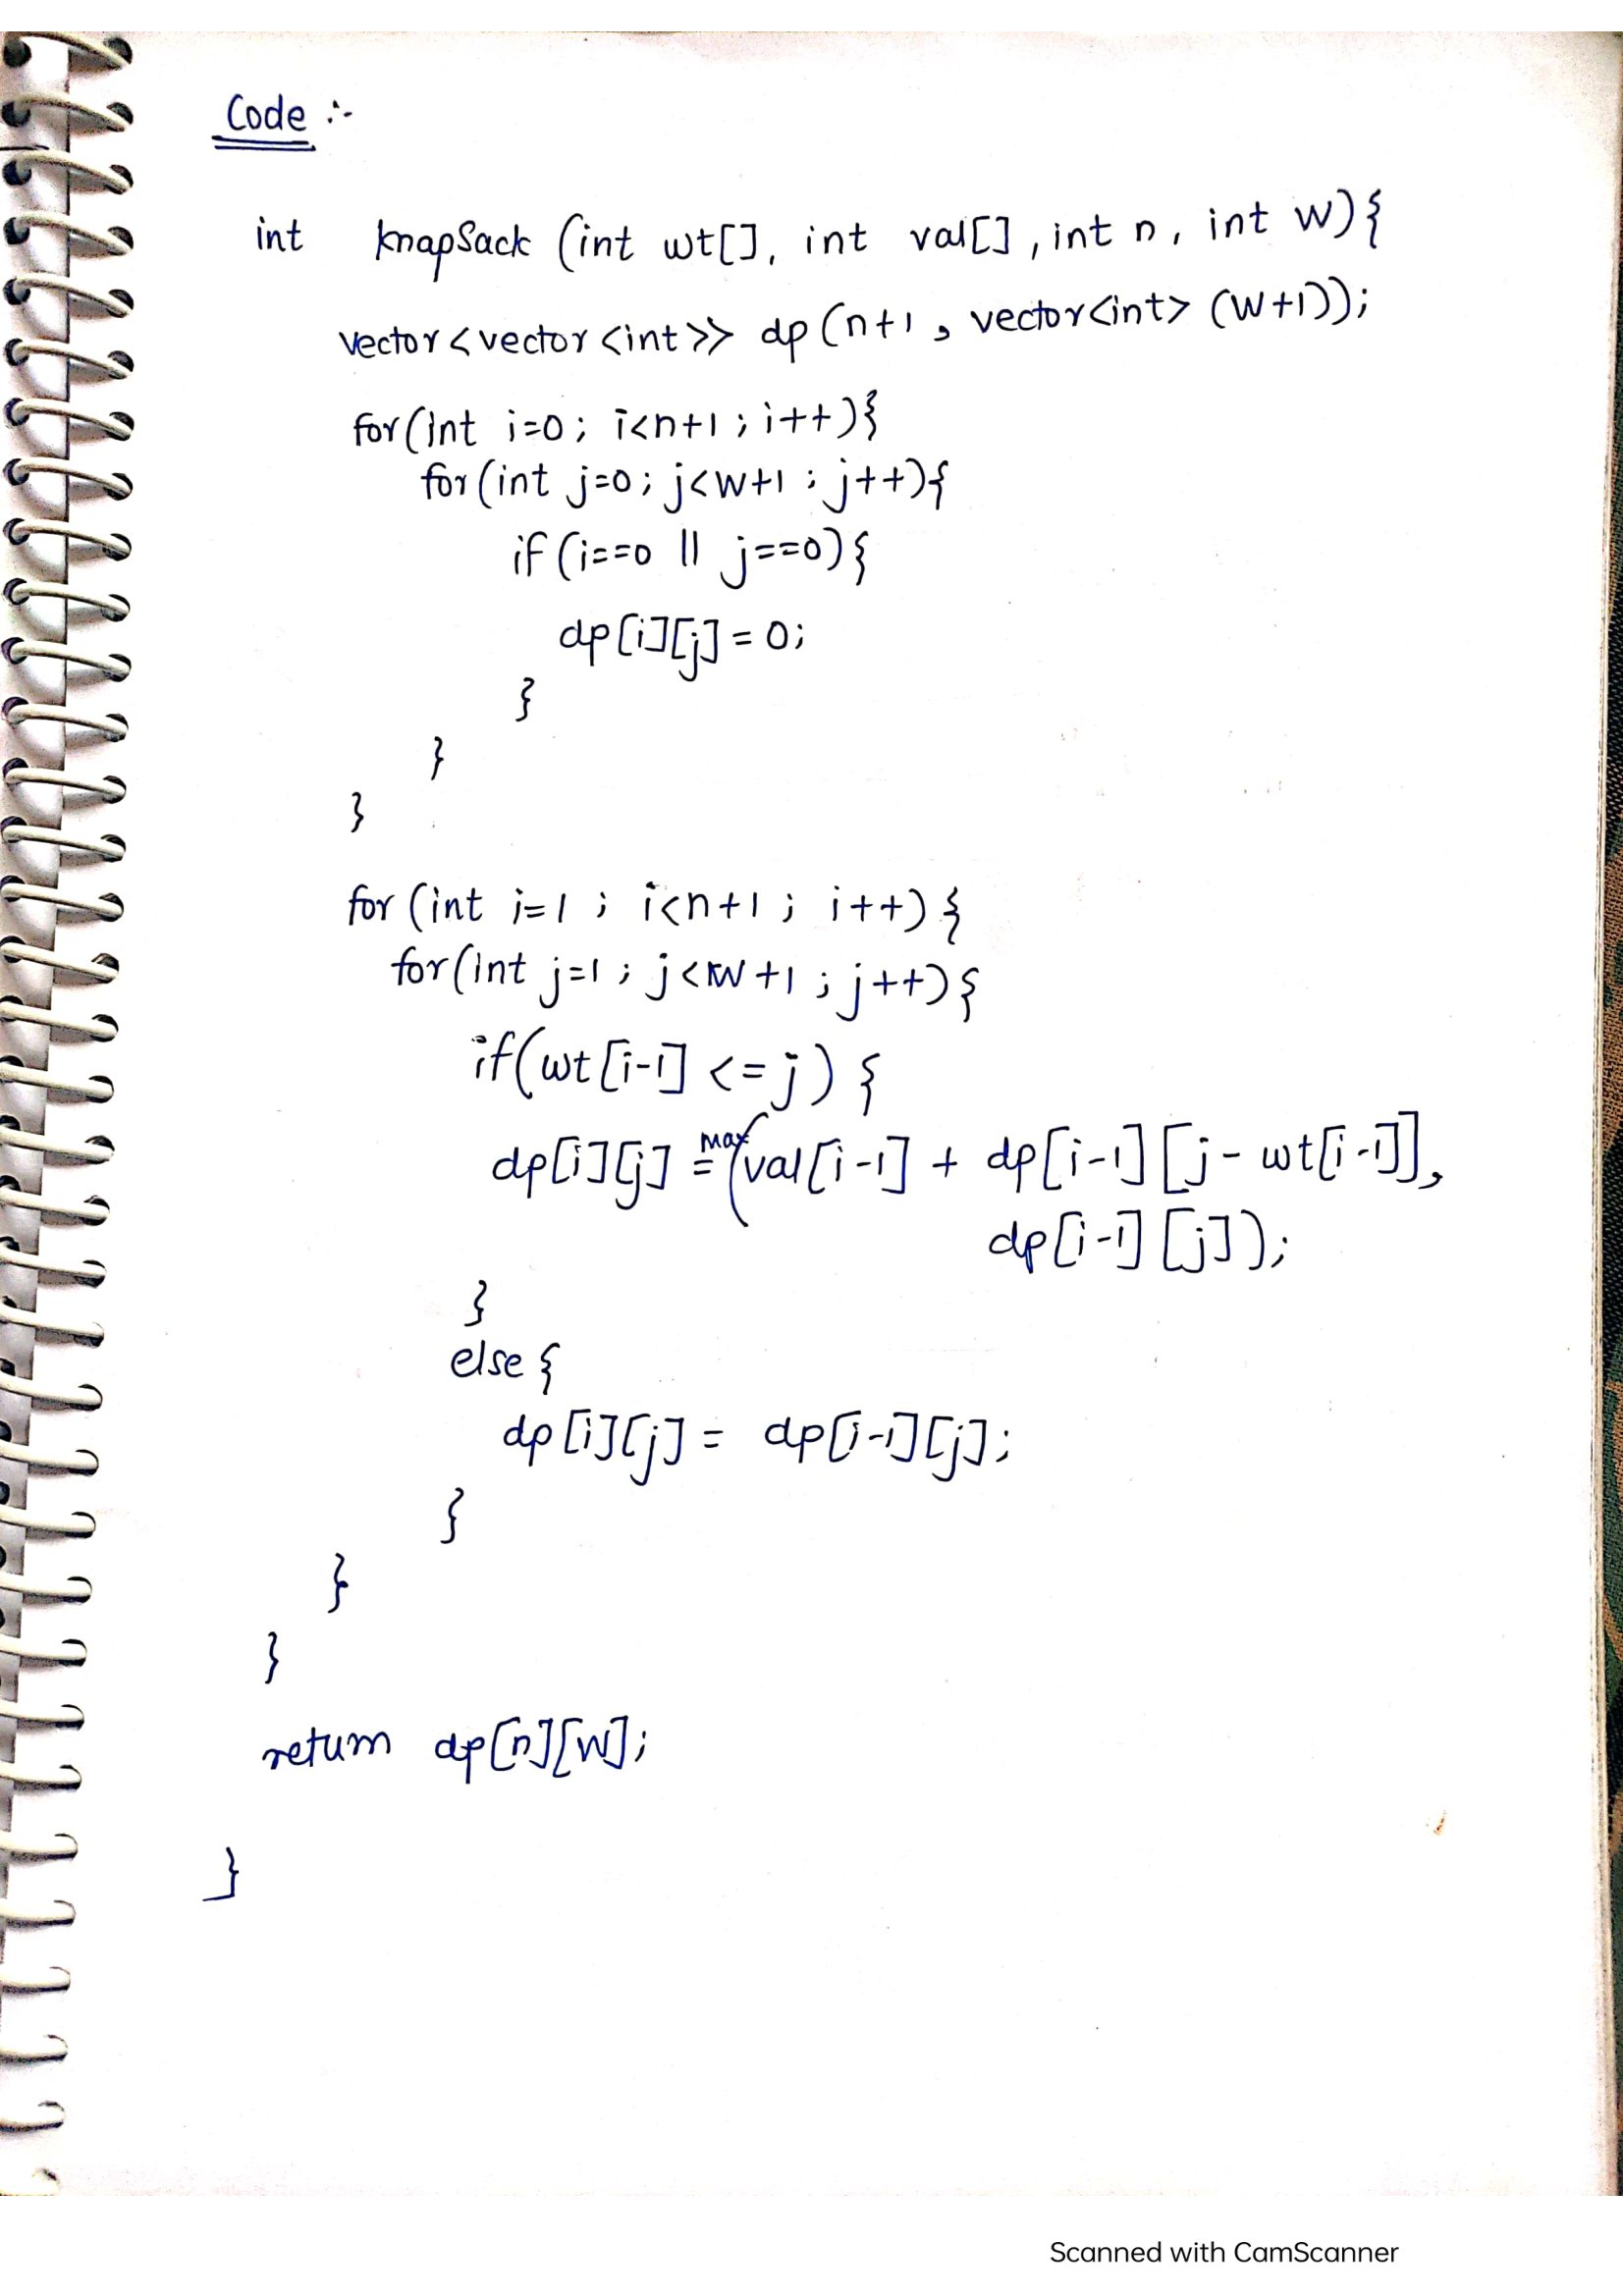 Code :-
int knapSack (int wt[], int val[], int n, int W){
vector<vector<int>> dp(n+1, vector<int> (W+1));
for(int i=0; i<n+1; i++){
for(int j=0; j<W+1; j++){
if(i==0 || j==0){
dp[i][j] = 0;
}
}
}
for(int i=1; i<n+1; i++){
for(int j=1; j<W+1; j++){
if(wt[i-1] <= j){
dp[i][j] = max(val[i-1] + dp[i-1][j-wt[i-1]],
dp[i-1][j]);
}
else{
dp[i][j] = dp[i-1][j];
}
}
}
return dp[n][W];
}
Scanned with CamScanner